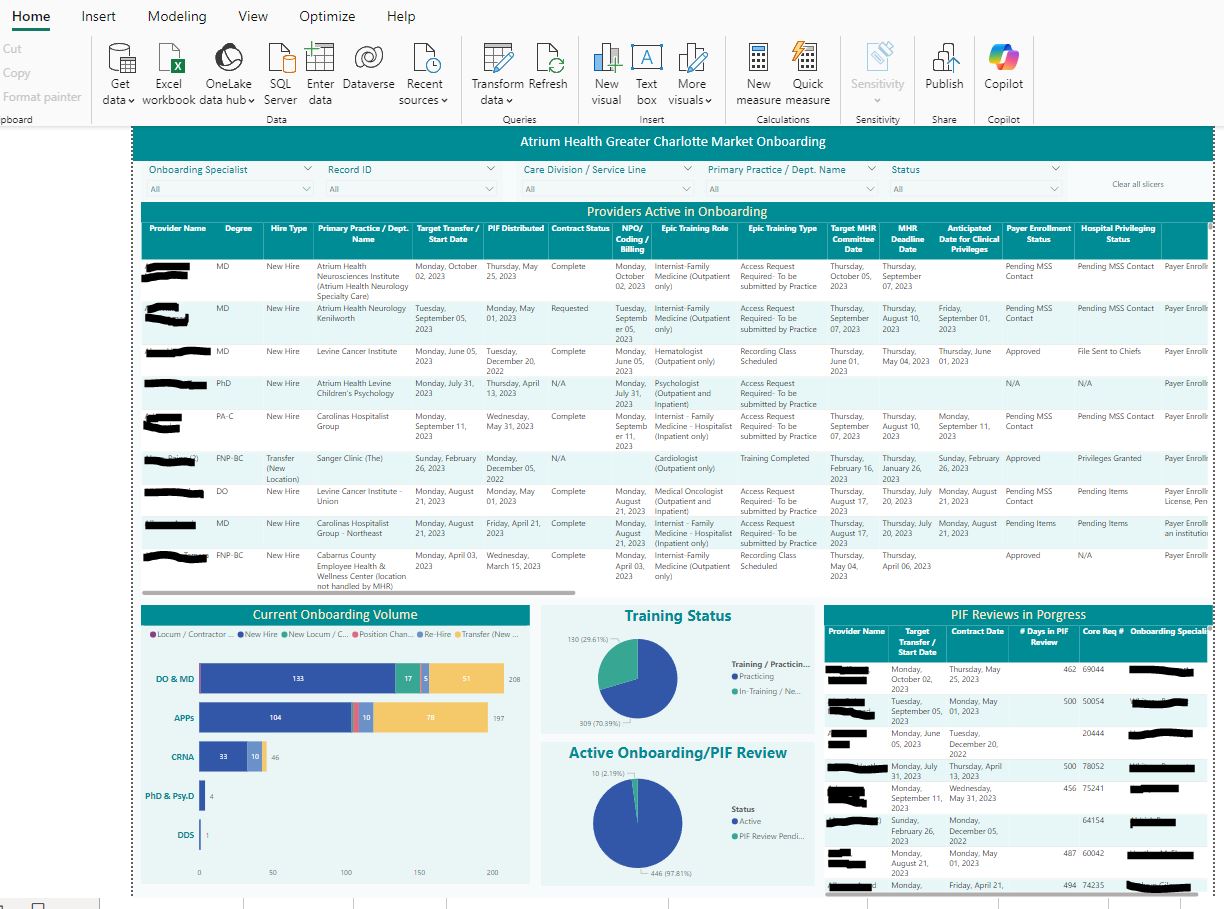 Home Insert Modeling View Optimize Help
Cut
Copy
Format painter
pboard
Get data
Excel workbook
OneLake data hub
SQL Server
Enter data
Dataverse
Recent sources
Data
Transform data
Refresh
Queries
New visual
Text box
More visuals
Insert
New measure
Quick measure
Calculations
Sensitivity
Sensitivity
Publish
Share
Copilot
Copilot
Atrium Health Greater Charlotte Market Onboarding
Onboarding Specialist Record ID Care Division / Service Line Primary Practice / Dept. Name Status
All All All All All Clear all slicers
Providers Active in Onboarding
Provider Name Degree Hire Type Primary Practice / Dept. Name Target Transfer / Start Date PIF Distributed Contract Status NPO/ Coding / Billing Epic Training Role Epic Training Type Target MHR Committee Date MHR Deadline Date Anticipated Date for Clinical Privileges Payer Enrollment Status Hospital Privileging Status
MD New Hire Atrium Health Neurosciences Institute (Atrium Health Neurology Specialty Care) Monday, October 02, 2023 Thursday, May 25, 2023 Complete Monday, October 02, 2023 Internist-Family Medicine (Outpatient only) Access Request Required- To be submitted by Practice Thursday, October 05, 2023 Thursday, September 07, 2023 Pending MSS Contact Pending MSS Contact Payer Enrolln
MD New Hire Atrium Health Neurology Kenilworth Tuesday, September 05, 2023 Monday, May 01, 2023 Requested Tuesday, Septemb er 05, 2023 Internist-Family Medicine (Outpatient only) Access Request Required- To be submitted by Practice Thursday, September 07, 2023 Thursday, August 10, 2023 Friday, September 01, 2023 Pending MSS Contact Pending MSS Contact Payer Enrolln
MD New Hire Levine Cancer Institute Monday, June 05, 2023 Tuesday, December 20, 2022 Complete Monday, June 05, 2023 Hematologist (Outpatient only) Recording Class Scheduled Thursday, June 01, 2023 Thursday, May 04, 2023 Thursday, June 01, 2023 Approved File Sent to Chiefs Payer Enrolln
PhD New Hire Atrium Health Levine Children's Psychology Monday, July 31, 2023 Thursday, April 13, 2023 N/A Monday, July 31, 2023 Psychologist (Outpatient and Inpatient) Access Request Required- To be submitted by Practice N/A N/A Payer Enrolln
PA-C New Hire Carolinas Hospitalist Group Monday, September 11, 2023 Wednesday, May 31, 2023 Complete Monday, Septemb er 11, 2023 Internist - Family Medicine - Hospitalist (Inpatient only) Access Request Required- To be submitted by Practice Thursday, September 07, 2023 Thursday, August 10, 2023 Monday, September 11, 2023 Pending MSS Contact Pending MSS Contact Payer Enrolln
FNP-BC Transfer (New Location) Sanger Clinic (The) Sunday, February 26, 2023 Monday, December 05, 2022 N/A Cardiologist (Outpatient only) Training Completed Thursday, February 16, 2023 Thursday, January 26, 2023 Sunday, February 26, 2023 Approved Privileges Granted Payer Enrolln
DO New Hire Levine Cancer Institute - Union Monday, August 21, 2023 Monday, May 01, 2023 Complete Monday, August 21, 2023 Medical Oncologist (Outpatient and Inpatient) Access Request Required- To be submitted by Practice Thursday, August 17, 2023 Thursday, July 20, 2023 Monday, August 21, 2023 Pending MSS Contact Pending Items Payer Enrolln License, Pen
MD New Hire Carolinas Hospitalist Group - Northeast Monday, August 21, 2023 Friday, April 21, 2023 Complete Monday, August 21, 2023 Internist - Family Medicine - Hospitalist (Inpatient only) Access Request Required- To be submitted by Practice Thursday, August 17, 2023 Thursday, July 20, 2023 Monday, August 21, 2023 Pending Items Pending Items Payer Enrolln an institution
FNP-BC New Hire Cabarrus County Employee Health & Wellness Center (location not handled by MHR) Monday, April 03, 2023 Wednesday, March 15, 2023 Complete Monday, April 03, 2023 Internist-Family Medicine (Outpatient only) Recording Class Scheduled Thursday, May 04, 2023 Thursday, April 06, 2023 Approved N/A Payer Enrolln
Current Onboarding Volume
Locum / Contractor ... New Hire New Locum / C... Position Chan... Re-Hire Transfer (New ...
DO & MD 133 17 5 51 208
APPs 104 10 78 197
CRNA 33 10 46
PhD & Psy.D 4
DDS 1
0 50 100 150 200
Training Status
130 (29.61%)
309 (70.39%)
Training / Practicin...
Practicing
In-Training / Ne...
Active Onboarding/PIF Review
10 (2.19%)
446 (97.81%)
Status
Active
PIF Review Pendi...
PIF Reviews in Porgress
Provider Name Target Transfer / Start Date Contract Date # Days in PIF Review Core Req # Onboarding Speciali
Monday, October 02, 2023 Thursday, May 25, 2023 462 69044
Tuesday, September 05, 2023 Monday, May 01, 2023 500 50054
Monday, June 05, 2023 Tuesday, December 20, 2022 20444
Monday, July 31, 2023 Thursday, April 13, 2023 500 78052
Monday, September 11, 2023 Wednesday, May 31, 2023 456 75241
Sunday, February 26, 2023 Monday, December 05, 2022 64154
Monday, August 21, 2023 Monday, May 01, 2023 487 60042
Monday, Friday, April 21, 494 74235